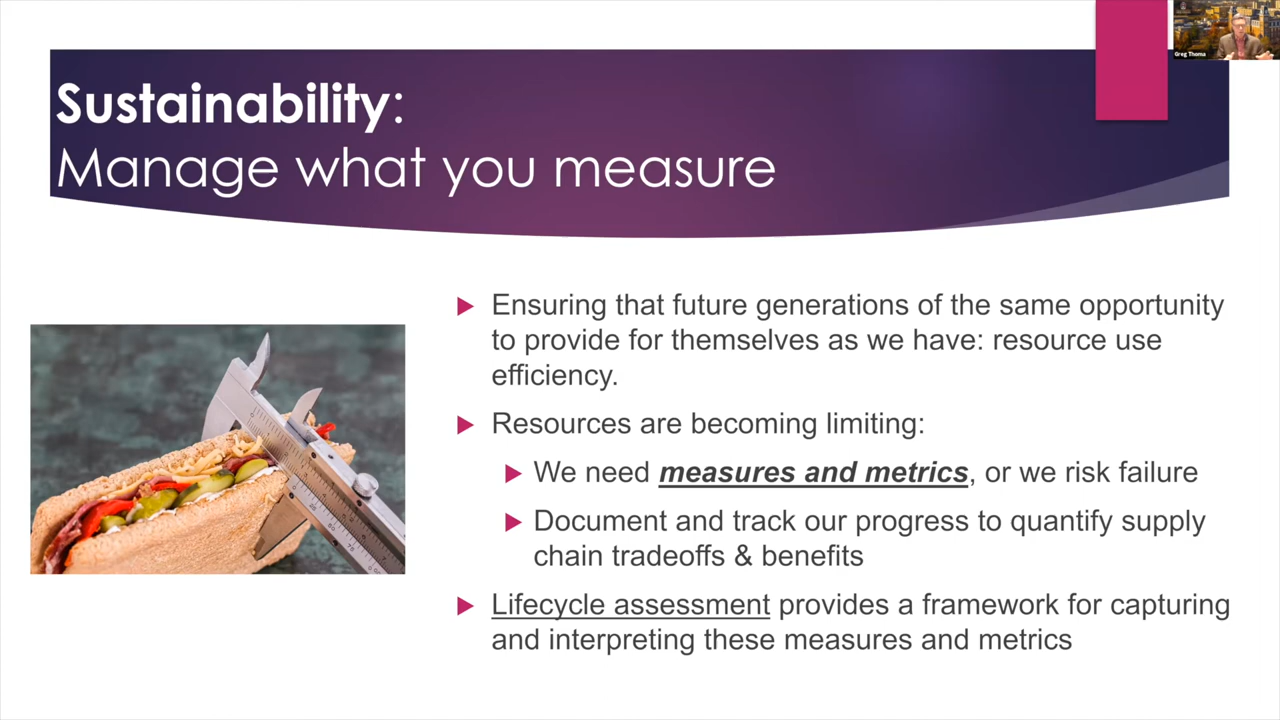 Greg Thoma
Sustainability:
Manage what you measure
Ensuring that future generations of the same opportunity
to provide for themselves as we have: resource use
efficiency.
Resources are becoming limiting:
We need measures and metrics, or we risk failure
Document and track our progress to quantify supply
chain tradeoffs & benefits
Lifecycle assessment provides a framework for capturing
and interpreting these measures and metrics